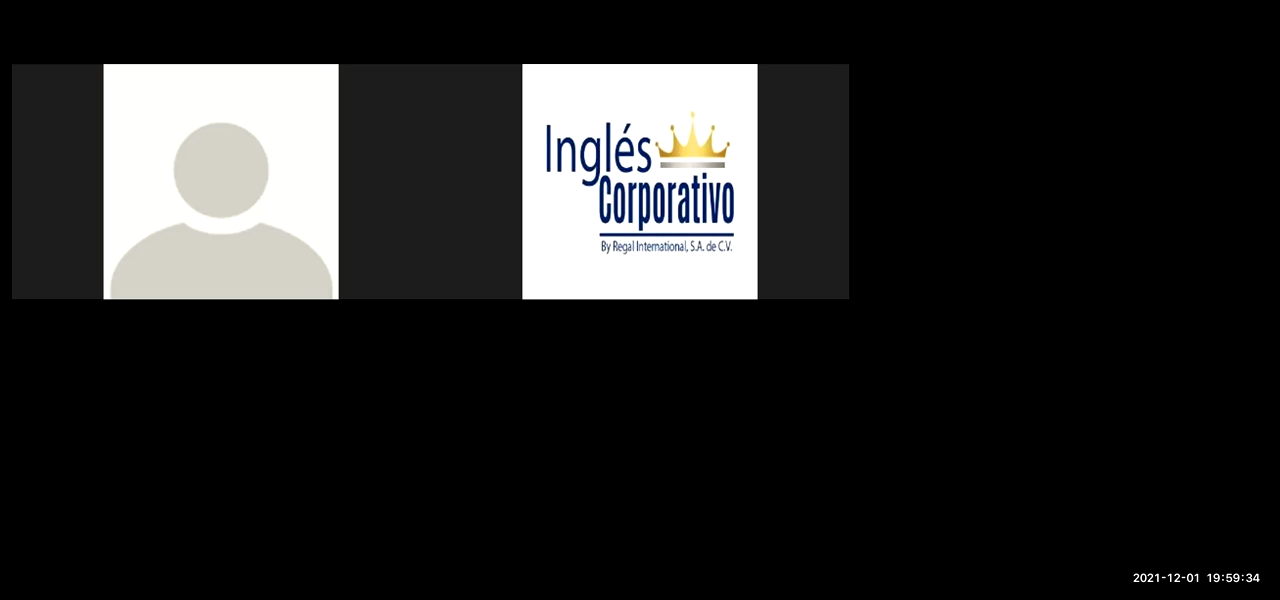 Inglés
Corporativo
By Regal International, S.A. de C.V.
2021-12-01 19:59:34